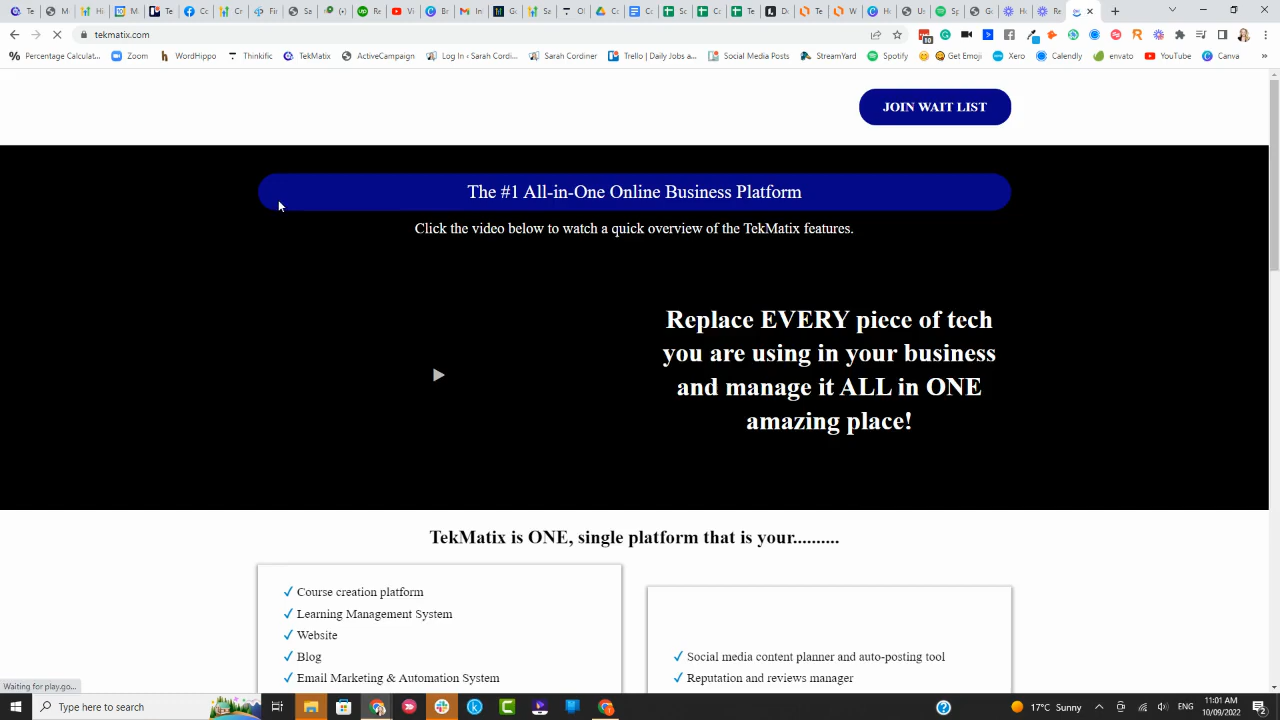 tekmatix.com
Percentage Calculat...
Zoom
WordHippo
Thinkific
TekMatix
ActiveCampaign
Log In ‹ Sarah Cordi...
Sarah Cordiner
Trello | Daily Jobs a...
Social Media Posts
StreamYard
Spotify
Get Emoji
Xero
Calendly
envato
YouTube
Canva
JOIN WAIT LIST
The #1 All-in-One Online Business Platform
Click the video below to watch a quick overview of the TekMatix features.
Replace EVERY piece of tech
you are using in your business
and manage it ALL in ONE
amazing place!
TekMatix is ONE, single platform that is your..........
Course creation platform
Learning Management System
Website
Blog
Email Marketing & Automation System
Social media content planner and auto-posting tool
Reputation and reviews manager
Waiting for play.go...
Type here to search
17°C Sunny
ENG
11:01 AM
10/09/2022